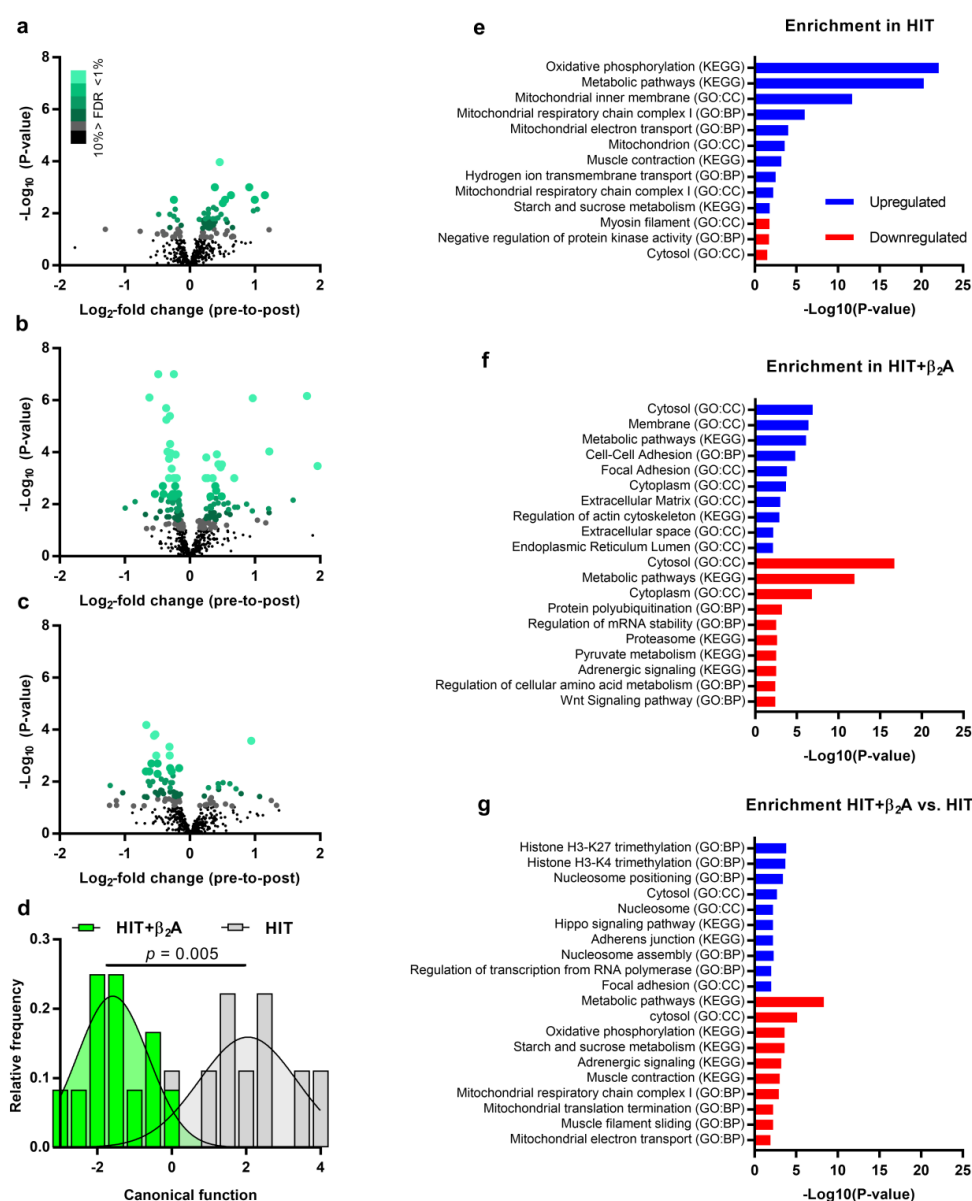 a
8
6
4
2
0
-Log10 (P-value)
10%> FDR <1%
-2 -1 0 1 2
Log2-fold change (pre-to-post)
b
8
6
4
2
0
-Log10 (P-value)
-2 -1 0 1 2
Log2-fold change (pre-to-post)
c
8
6
4
2
0
-Log10 (P-value)
-2 -1 0 1 2
Log2-fold change (pre-to-post)
d
HIT+β2A HIT
p = 0.005
0.3
0.2
0.1
0.0
Relative frequency
-2 0 2 4
Canonical function
e
Enrichment in HIT
Oxidative phosphorylation (KEGG)
Metabolic pathways (KEGG)
Mitochondrial inner membrane (GO:CC)
Mitochondrial respiratory chain complex I (GO:BP)
Mitochondrial electron transport (GO:BP)
Mitochondrion (GO:CC)
Muscle contraction (KEGG)
Hydrogen ion transmembrane transport (GO:BP)
Mitochondrial respiratory chain complex I (GO:CC)
Starch and sucrose metabolism (KEGG)
Myosin filament (GO:CC)
Negative regulation of protein kinase activity (GO:BP)
Cytosol (GO:CC)
Upregulated
Downregulated
0 5 10 15 20 25
-Log10(P-value)
f
Enrichment in HIT+β2A
Cytosol (GO:CC)
Membrane (GO:CC)
Metabolic pathways (KEGG)
Cell-Cell Adhesion (GO:BP)
Focal Adhesion (GO:CC)
Cytoplasm (GO:CC)
Extracellular Matrix (GO:CC)
Regulation of actin cytoskeleton (KEGG)
Extracellular space (GO:CC)
Endoplasmic Reticulum Lumen (GO:CC)
Cytosol (GO:CC)
Metabolic pathways (KEGG)
Cytoplasm (GO:CC)
Protein polyubiquitination (GO:BP)
Regulation of mRNA stability (GO:BP)
Proteasome (KEGG)
Pyruvate metabolism (KEGG)
Adrenergic signaling (KEGG)
Regulation of cellular amino acid metabolism (GO:BP)
Wnt Signaling pathway (GO:BP)
0 5 10 15 20 25
-Log10(P-value)
g
Enrichment HIT+β2A vs. HIT
Histone H3-K27 trimethylation (GO:BP)
Histone H3-K4 trimethylation (GO:BP)
Nucleosome positioning (GO:BP)
Cytosol (GO:CC)
Nucleosome (GO:CC)
Hippo signaling pathway (KEGG)
Adherens junction (KEGG)
Nucleosome assembly (GO:BP)
Regulation of transcription from RNA polymerase (GO:BP)
Focal adhesion (GO:CC)
Metabolic pathways (KEGG)
cytosol (GO:CC)
Oxidative phosphorylation (KEGG)
Starch and sucrose metabolism (KEGG)
Adrenergic signaling (KEGG)
Muscle contraction (KEGG)
Mitochondrial respiratory chain complex I (GO:BP)
Mitochondrial translation termination (GO:BP)
Muscle filament sliding (GO:BP)
Mitochondrial electron transport (GO:BP)
0 5 10 15 20 25
-Log10(P-value)